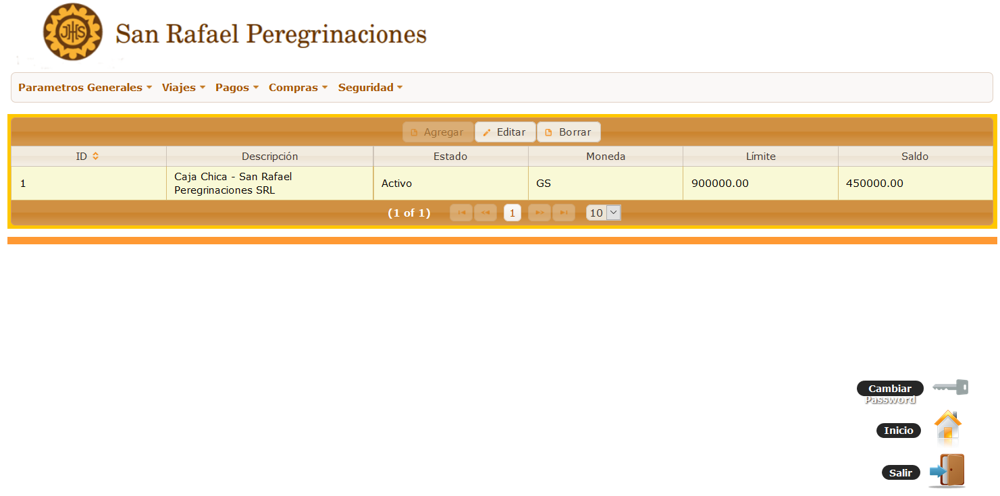 JHS
San Rafael Peregrinaciones
Parametros Generales Viajes Pagos Compras Seguridad
Agregar Editar Borrar
ID Descripción Estado Moneda Límite Saldo
1 Caja Chica - San Rafael Peregrinaciones SRL Activo GS 900000.00 450000.00
(1 of 1) 1 10
Cambiar
Password
Inicio
Salir